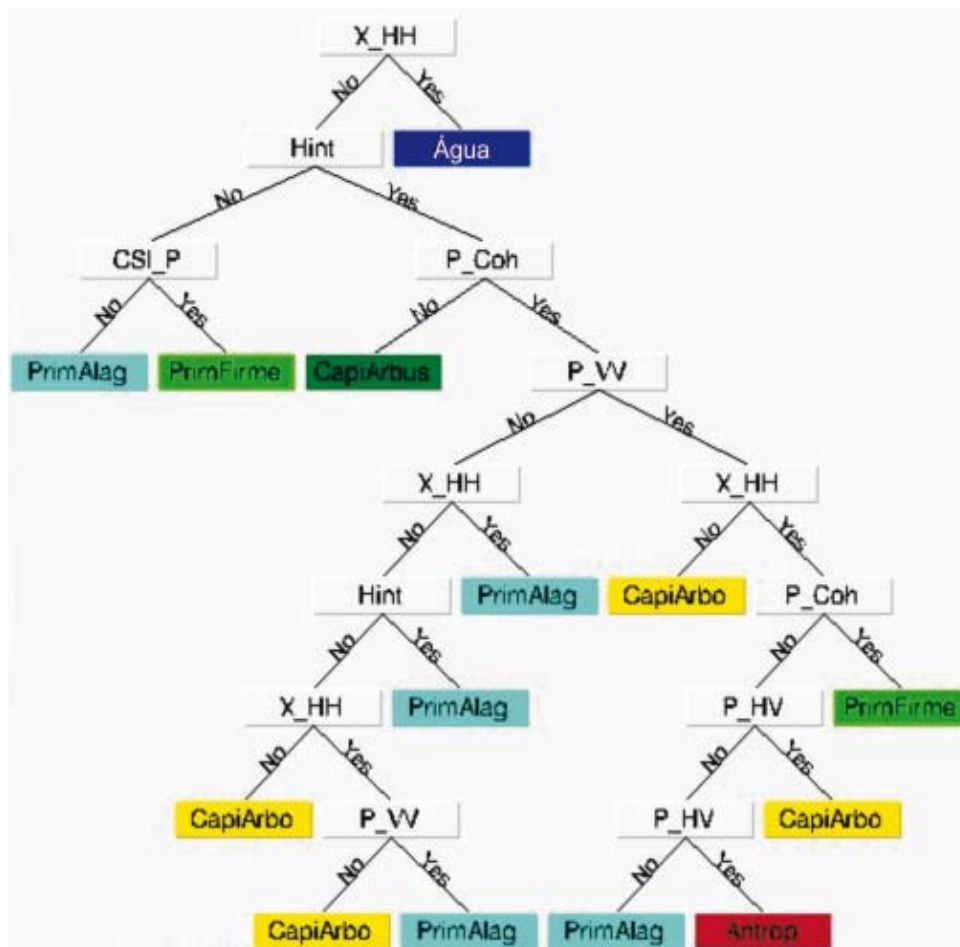 X_HH
No Yes
Hint Água
No Yes
CSI_P P_Coh
No Yes No Yes
PrimAlag PrimFirme CapiArbus P_VV
No Yes
X_HH X_HH
No Yes No Yes
Hint PrimAlag CapiArbo P_Coh
No Yes No Yes
X_HH PrimAlag P_HV PrimFirme
No Yes No Yes
CapiArbo P_VV P_HV CapiArbo
No Yes No Yes
CapiArbo PrimAlag PrimAlag Antrop